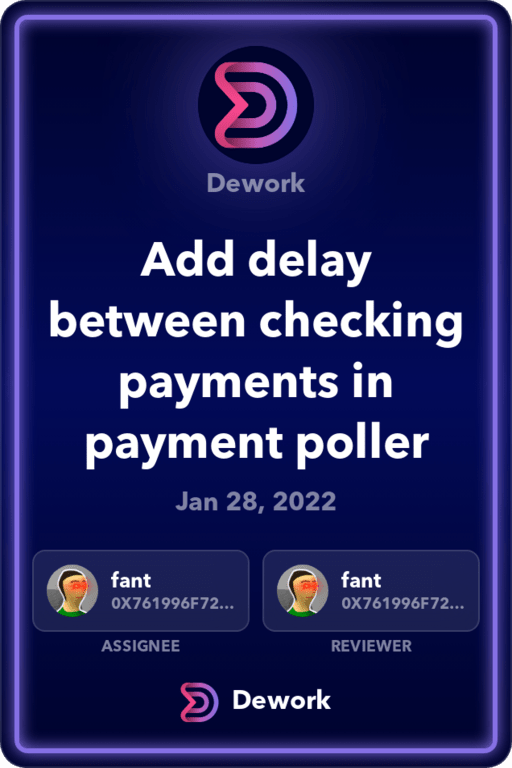 Dework
Add delay
between checking
payments in
payment poller
Jan 28, 2022
fant
0X761996F72...
ASSIGNEE
fant
0X761996F72...
REVIEWER
Dework